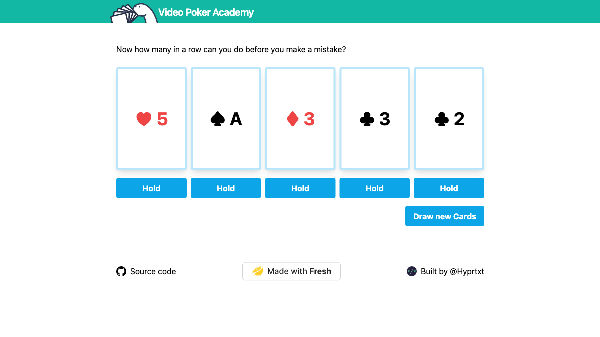 Video Poker Academy
Now how many in a row can you do before you make a mistake?
5 A 3 3 2
Hold Hold Hold Hold Hold
Draw new Cards
Source code Made with Fresh Built by @Hyprtxt